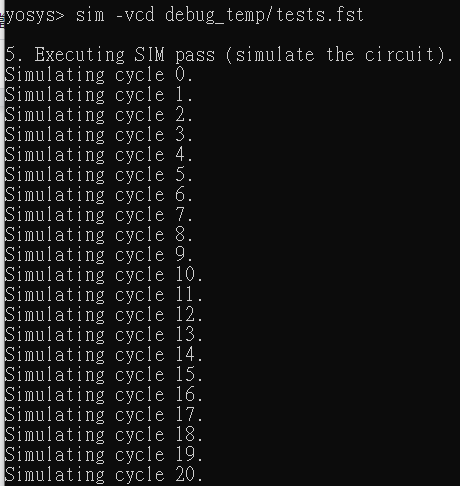 yosys> sim -vcd debug_temp/tests.fst
5. Executing SIM pass (simulate the circuit).
Simulating cycle 0.
Simulating cycle 1.
Simulating cycle 2.
Simulating cycle 3.
Simulating cycle 4.
Simulating cycle 5.
Simulating cycle 6.
Simulating cycle 7.
Simulating cycle 8.
Simulating cycle 9.
Simulating cycle 10.
Simulating cycle 11.
Simulating cycle 12.
Simulating cycle 13.
Simulating cycle 14.
Simulating cycle 15.
Simulating cycle 16.
Simulating cycle 17.
Simulating cycle 18.
Simulating cycle 19.
Simulating cycle 20.